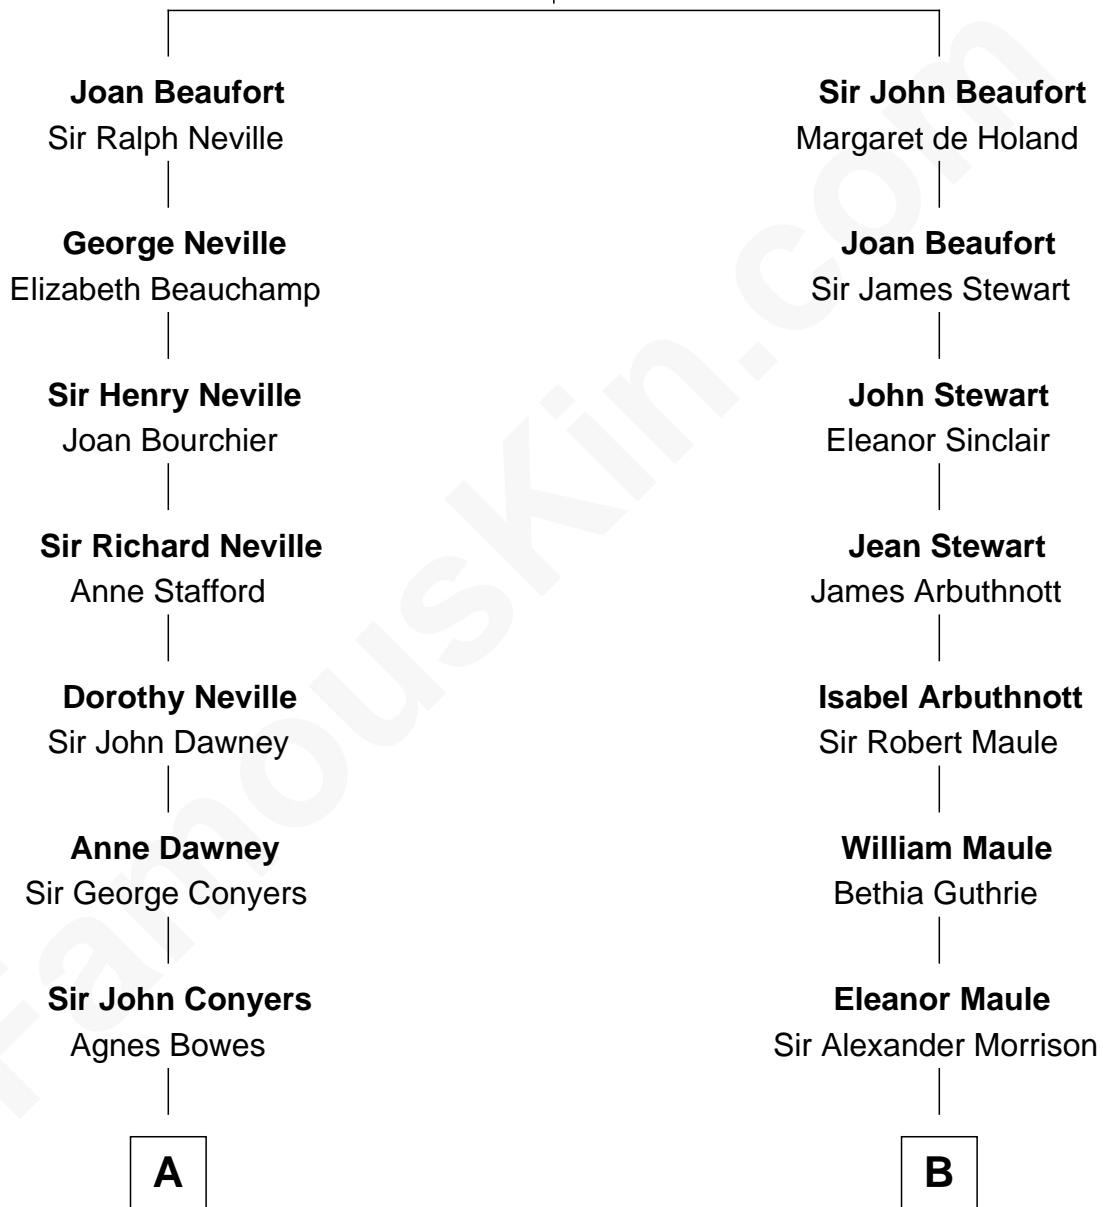 Joan Beaufort
Sir Ralph Neville
George Neville
Elizabeth Beauchamp
Sir Henry Neville
Joan Bourchier
Sir Richard Neville
Anne Stafford
Dorothy Neville
Sir John Dawney
Anne Dawney
Sir George Conyers
Sir John Conyers
Agnes Bowes
A
Sir John Beaufort
Margaret de Holand
Joan Beaufort
Sir James Stewart
John Stewart
Eleanor Sinclair
Jean Stewart
James Arbuthnott
Isabel Arbuthnott
Sir Robert Maule
William Maule
Bethia Guthrie
Eleanor Maule
Sir Alexander Morrison
B
FamousKin.com